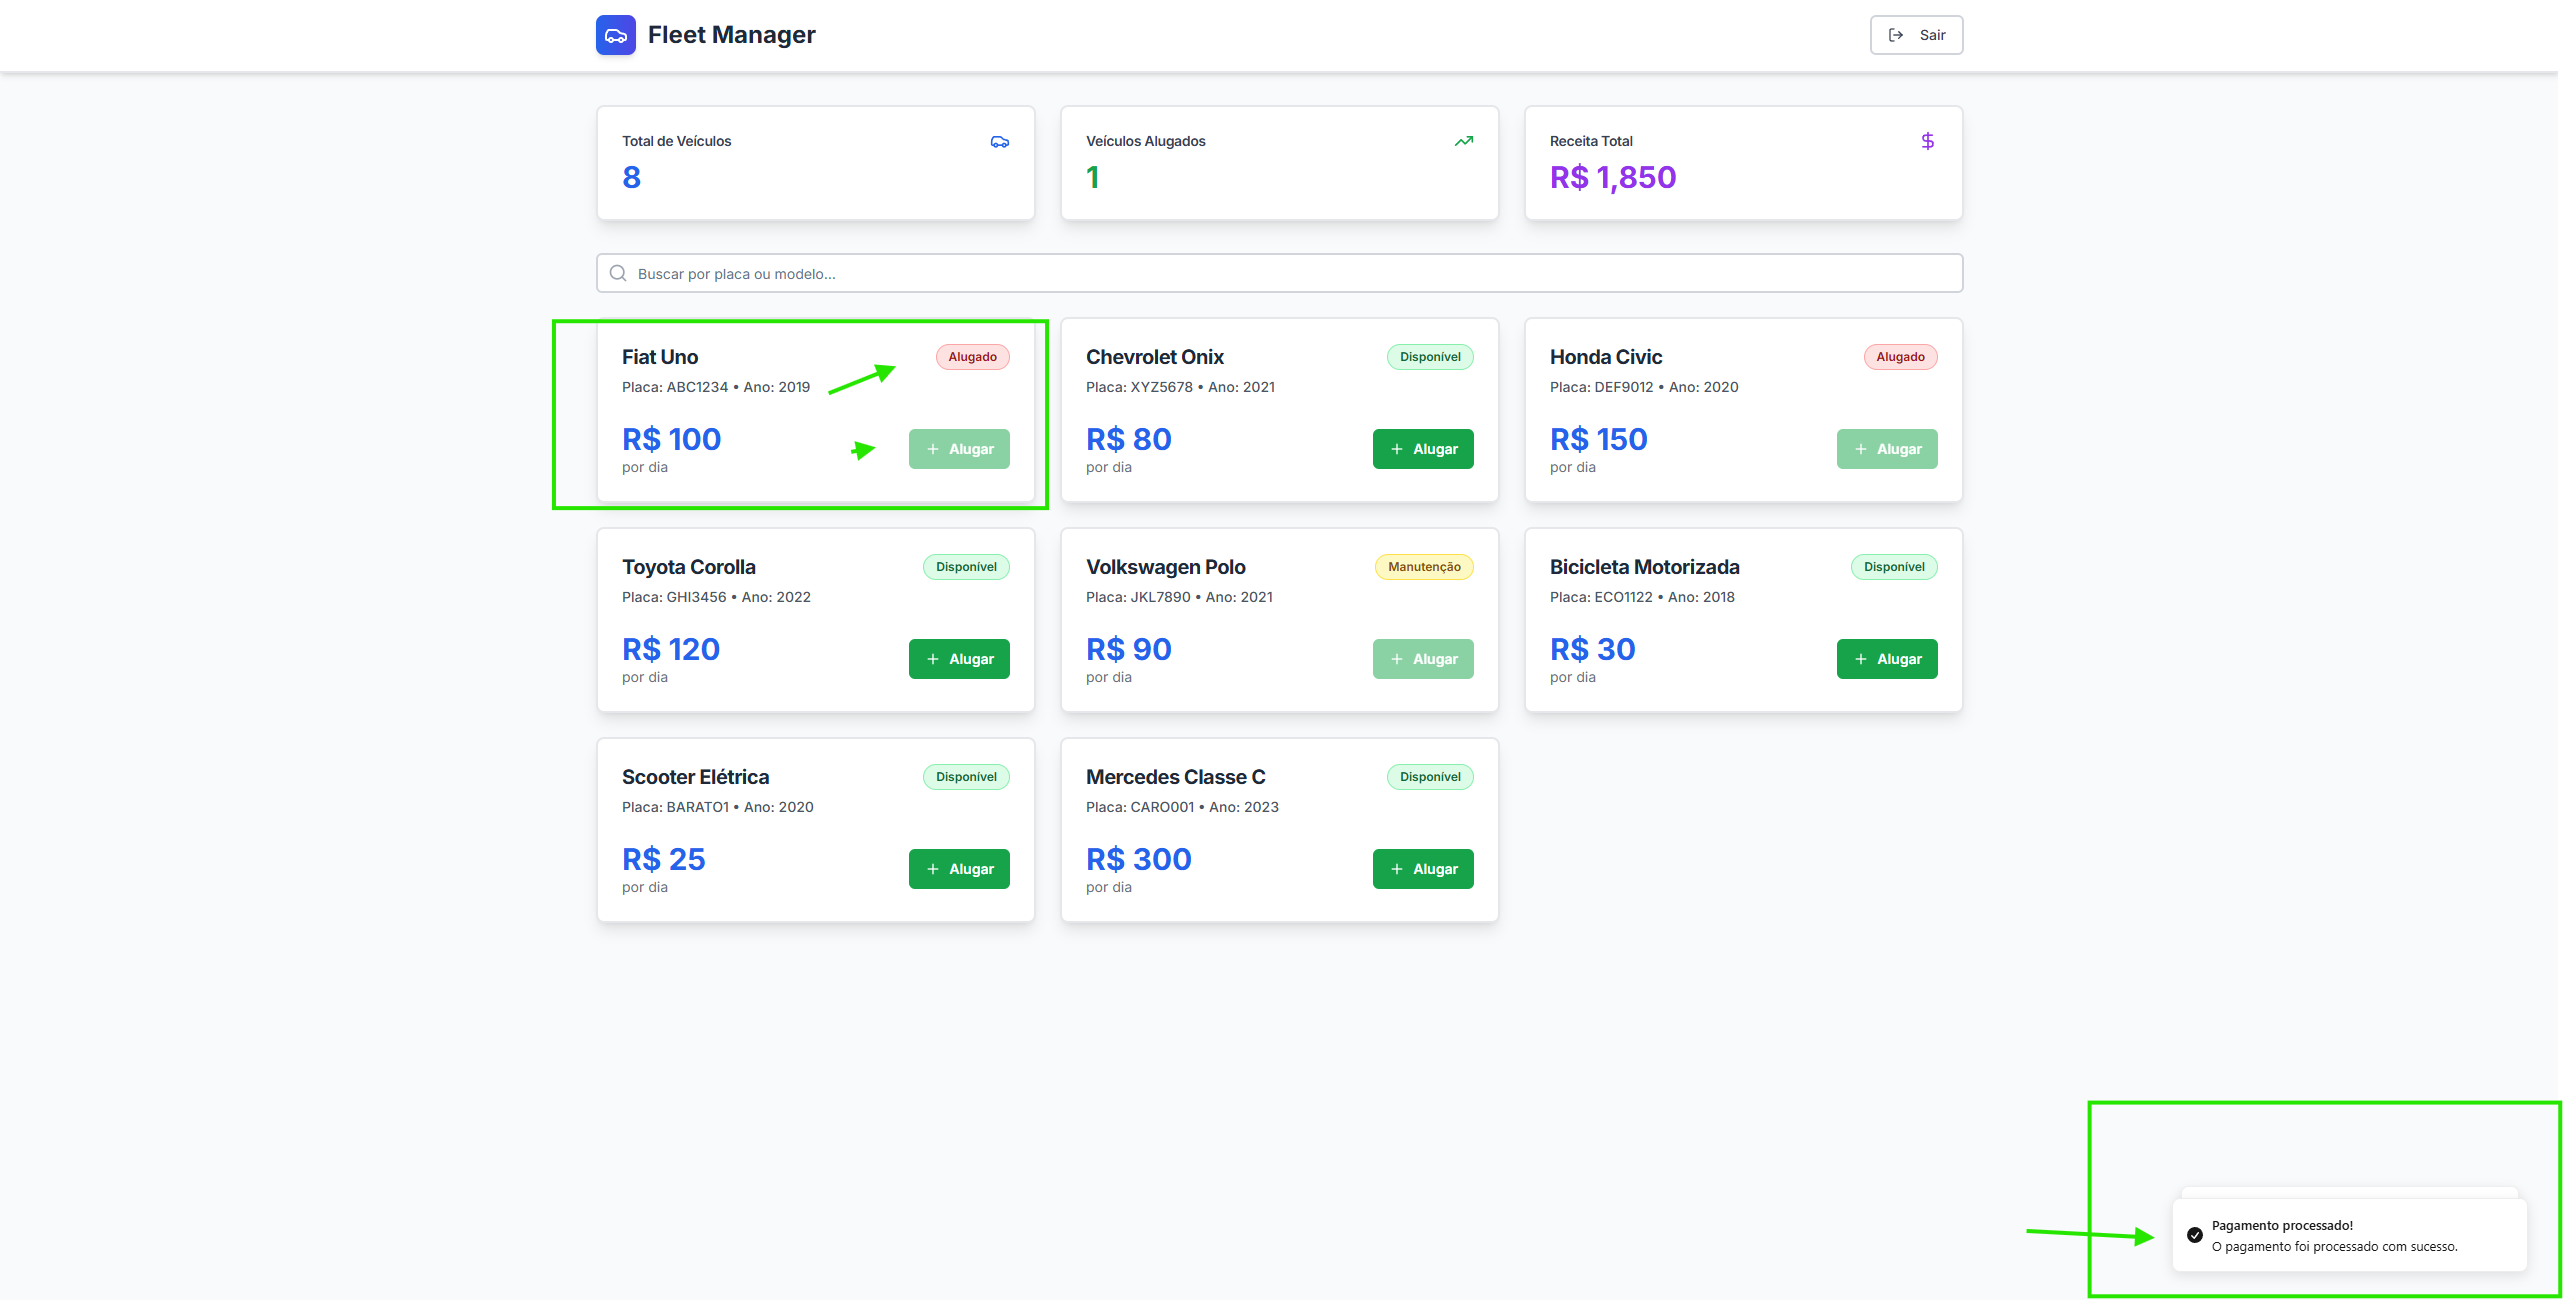 Fleet Manager
Sair
Total de Veículos
8
Veículos Alugados
1
Receita Total
R$ 1,850
Buscar por placa ou modelo...
Fiat Uno
Alugado
Placa: ABC1234 • Ano: 2019
R$ 100
por dia
+ Alugar
Chevrolet Onix
Disponível
Placa: XYZ5678 • Ano: 2021
R$ 80
por dia
+ Alugar
Honda Civic
Alugado
Placa: DEF9012 • Ano: 2020
R$ 150
por dia
+ Alugar
Toyota Corolla
Disponível
Placa: GHI3456 • Ano: 2022
R$ 120
por dia
+ Alugar
Volkswagen Polo
Manutenção
Placa: JKL7890 • Ano: 2021
R$ 90
por dia
+ Alugar
Bicicleta Motorizada
Disponível
Placa: ECO1122 • Ano: 2018
R$ 30
por dia
+ Alugar
Scooter Elétrica
Disponível
Placa: BARATO1 • Ano: 2020
R$ 25
por dia
+ Alugar
Mercedes Classe C
Disponível
Placa: CARO001 • Ano: 2023
R$ 300
por dia
+ Alugar
Pagamento processado!
O pagamento foi processado com sucesso.